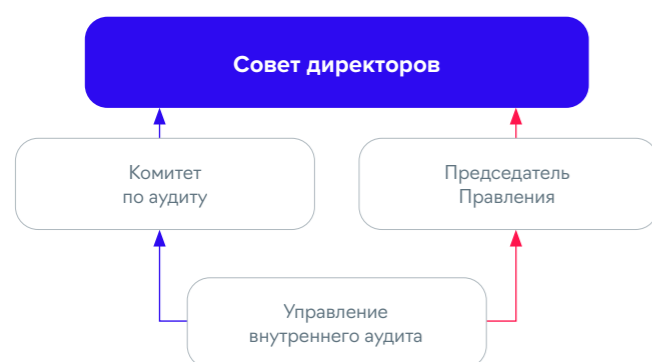 Совет директоров
Комитет
по аудиту
Председатель
Правления
Управление
внутреннего аудита